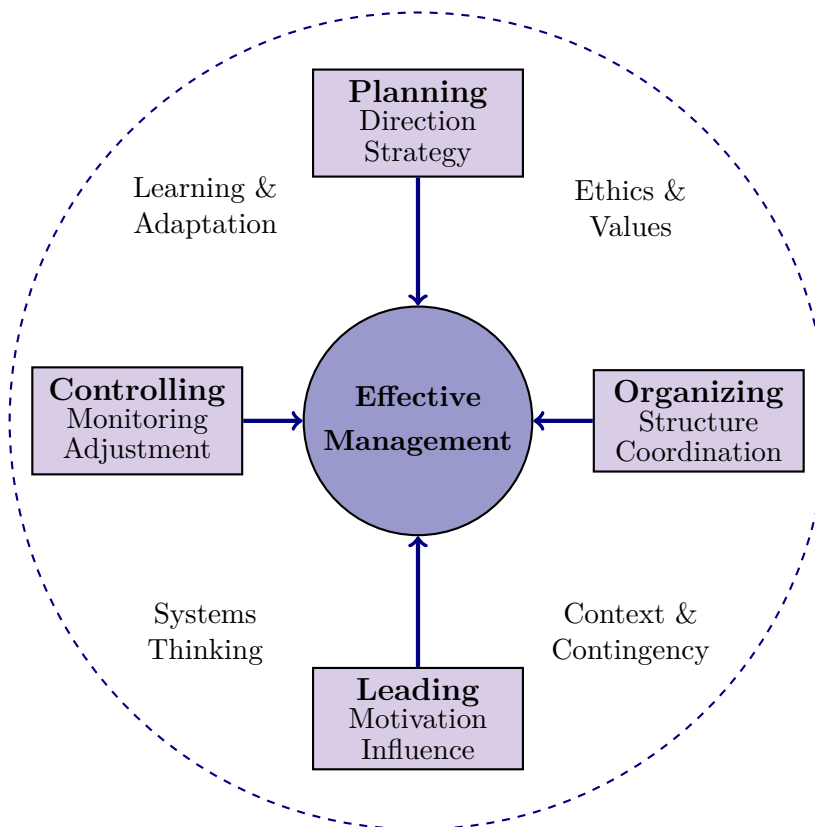 Planning
Direction
Strategy
Learning &
Adaptation
Ethics &
Values
Controlling
Monitoring
Adjustment
Effective
Management
Organizing
Structure
Coordination
Systems
Thinking
Context &
Contingency
Leading
Motivation
Influence